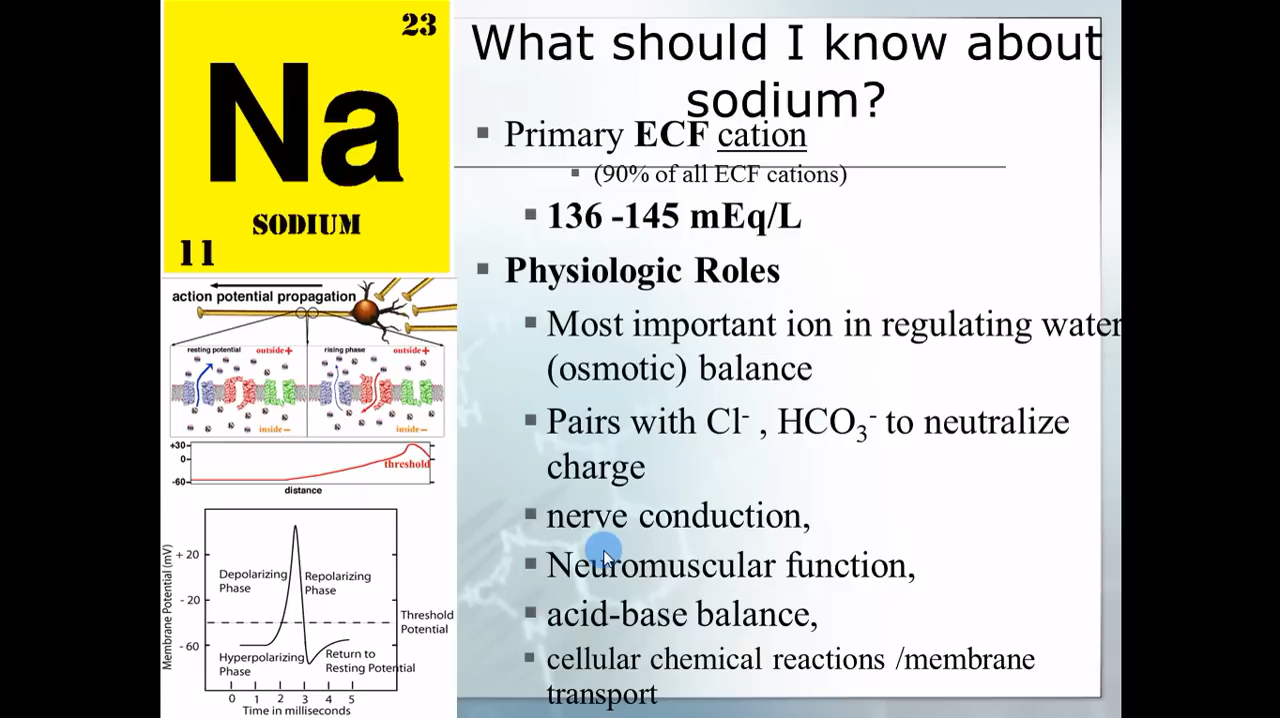 23
Na
SODIUM
11
What should I know about
sodium?
Primary ECF cation
(90% of all ECF cations)
136 -145 mEq/L
Physiologic Roles
Most important ion in regulating water
(osmotic) balance
Pairs with Cl⁻ , HCO₃⁻ to neutralize
charge
nerve conduction,
Neuromuscular function,
acid-base balance,
cellular chemical reactions /membrane
transport
action potential propagation
resting potential
outside+
rising phase
outside+
inside−
inside−
+30
0
-60
threshold
distance
Membrane Potential (mV)
+ 20
- 20
- 60
Depolarizing
Phase
Repolarizing
Phase
Threshold
Potential
Hyperpolarizing
Phase
Return to
Resting Potential
0 1 2 3 4 5
Time in milliseconds